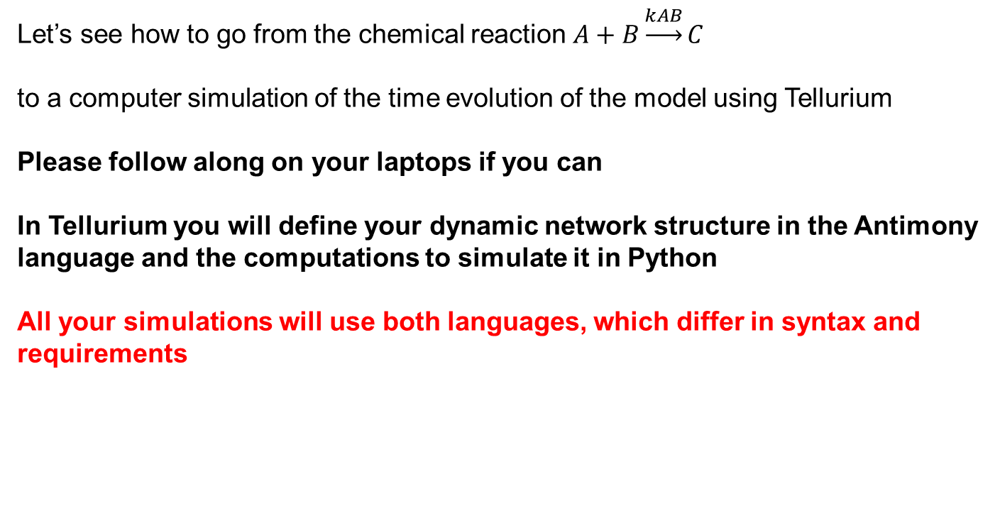 Let’s see how to go from the chemical reaction A + B \xrightarrow{kAB} C
to a computer simulation of the time evolution of the model using Tellurium
Please follow along on your laptops if you can
In Tellurium you will define your dynamic network structure in the Antimony
language and the computations to simulate it in Python
All your simulations will use both languages, which differ in syntax and
requirements